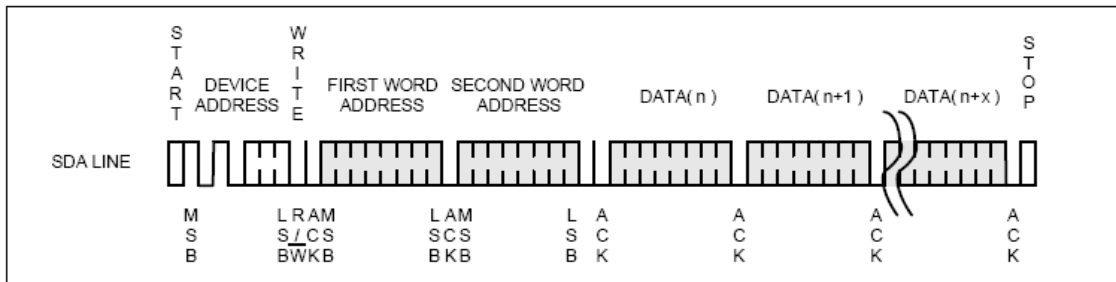 START
WRITE
STOP
DEVICE
ADDRESS
FIRST WORD
ADDRESS
SECOND WORD
ADDRESS
DATA( n )
DATA( n+1 )
DATA( n+x )
SDA LINE
MSB
LSB
R/W
ACK
MSB
LSB
ACK
MSB
LSB
ACK
ACK
ACK
ACK